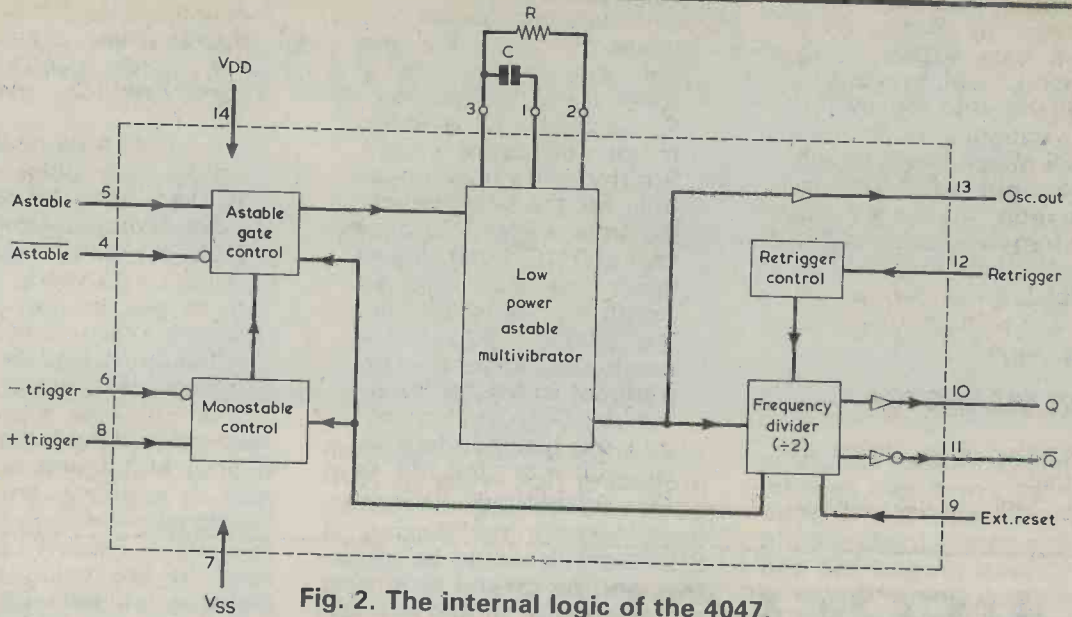 R
C
3
1
2
VDD
14
5
Astable
4
Astable
Astable
gate
control
6
– trigger
8
+ trigger
Monostable
control
7
VSS
Low
power
astable
multivibrator
13
Osc.out
12
Retrigger
Retrigger
control
Frequency
divider
(÷2)
10
Q
11
Q̅
9
Ext.reset
Fig. 2. The internal logic of the 4047.